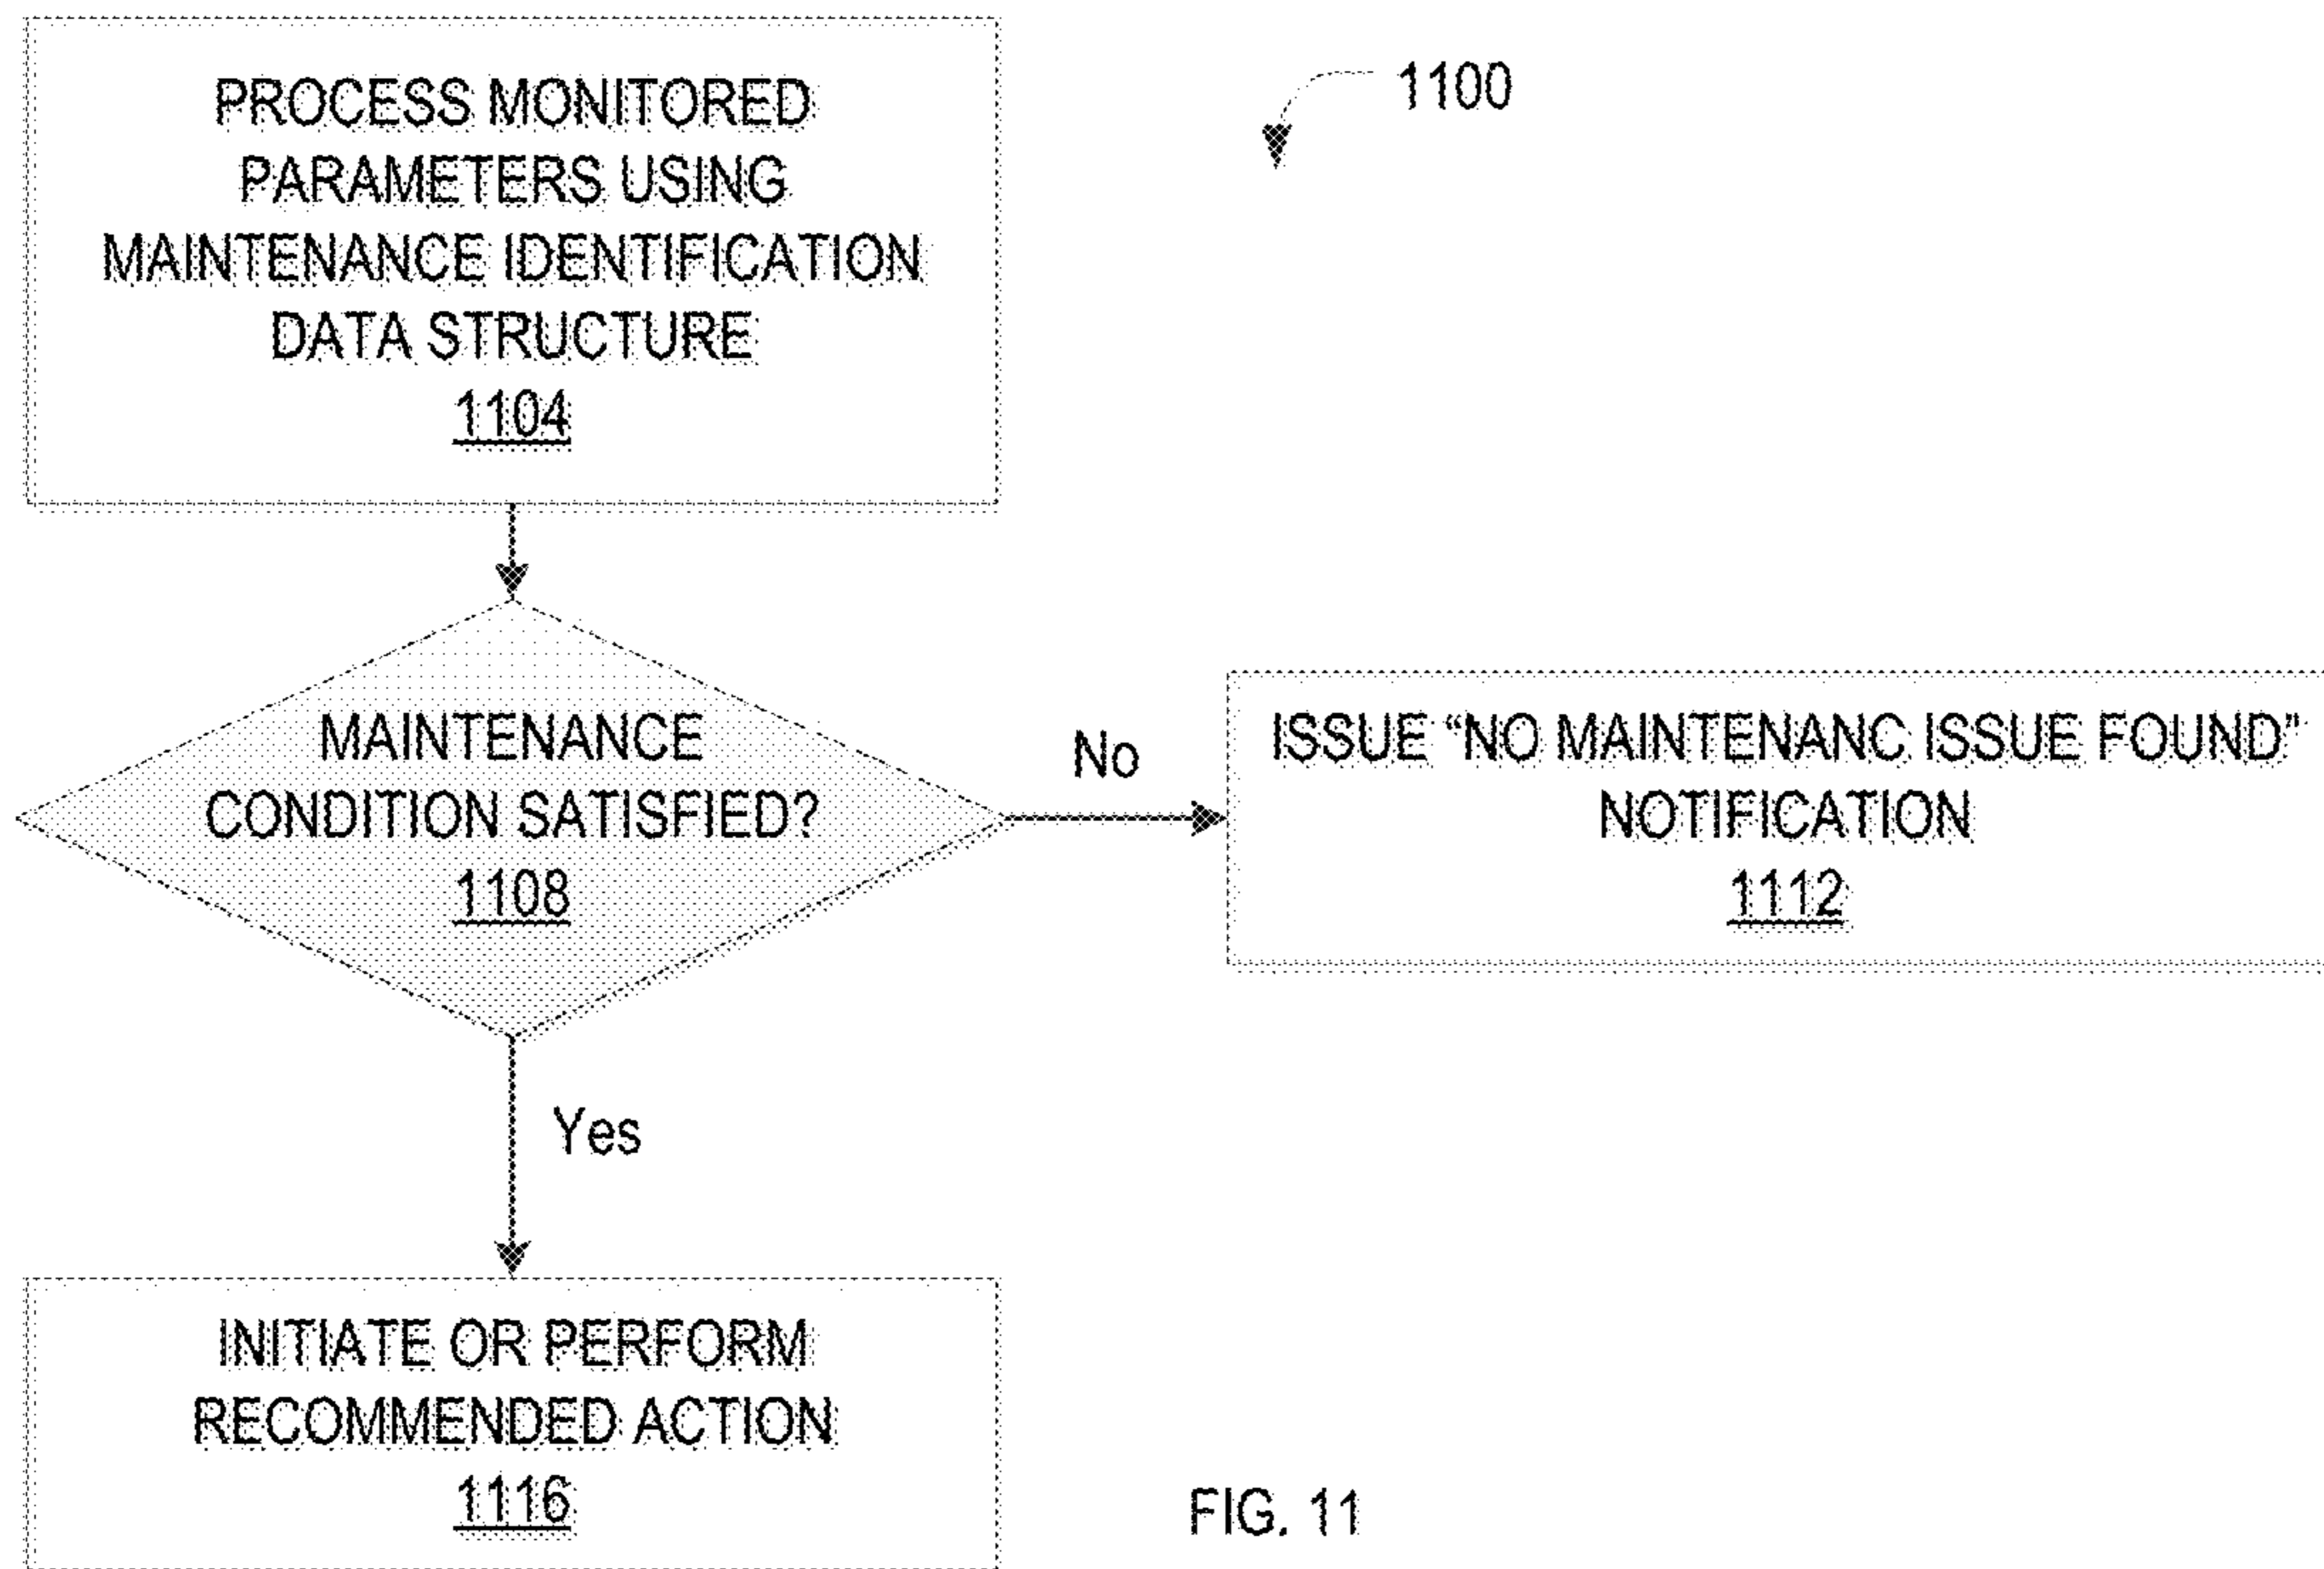 PROCESS MONITORED
PARAMETERS USING
MAINTENANCE IDENTIFICATION
DATA STRUCTURE
1104
1100
MAINTENANCE
CONDITION SATISFIED?
1108
No
ISSUE “NO MAINTENANC ISSUE FOUND”
NOTIFICATION
1112
Yes
INITIATE OR PERFORM
RECOMMENDED ACTION
1116
FIG. 11